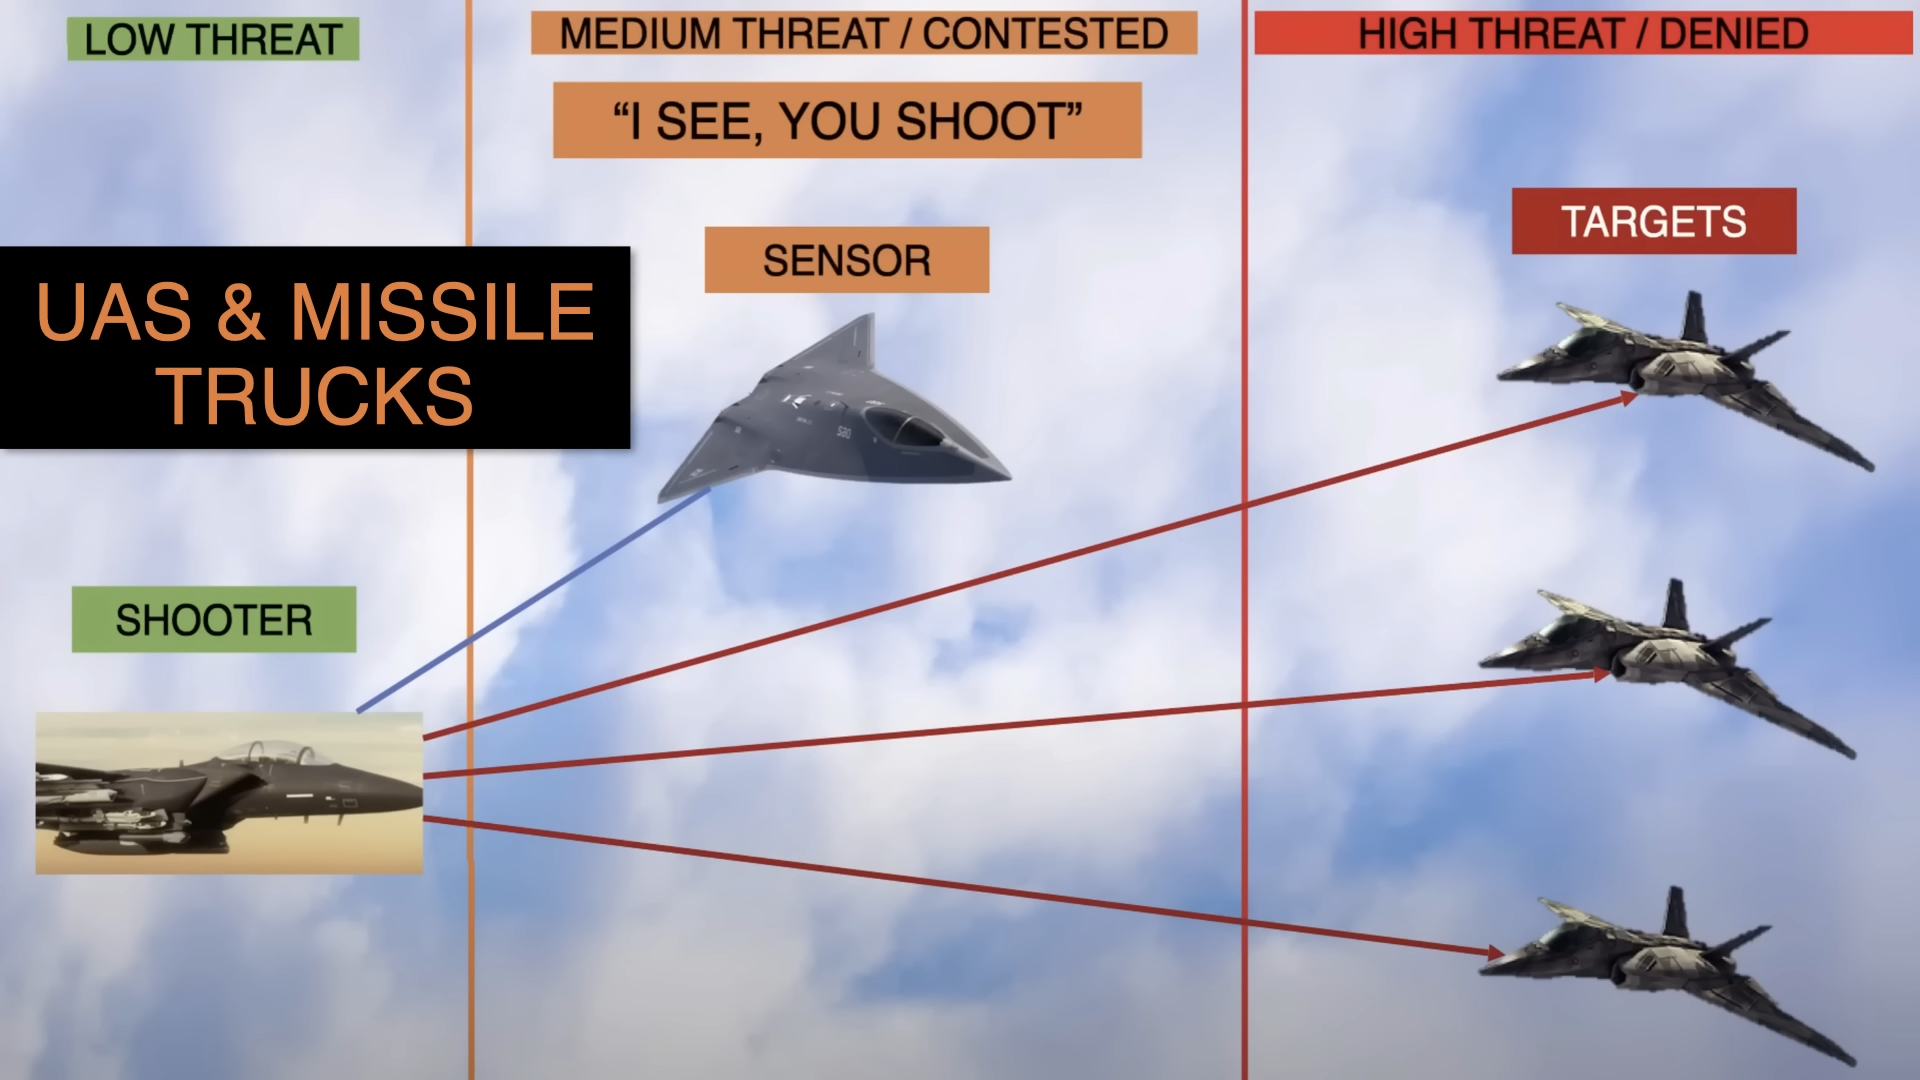 LOW THREAT
MEDIUM THREAT / CONTESTED
HIGH THREAT / DENIED
“I SEE, YOU SHOOT”
TARGETS
SENSOR
UAS & MISSILE
TRUCKS
SHOOTER